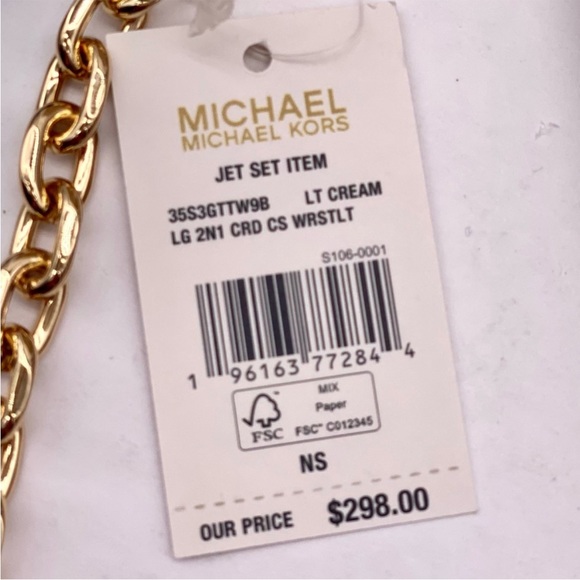 MICHAEL
MICHAEL KORS
JET SET ITEM
35S3GTTW9B LT CREAM
LG 2N1 CRD CS WRSTLT
S106-0001
1 96163 77284 4
FSC
MIX
Paper
FSC™ C012345
NS
OUR PRICE $298.00